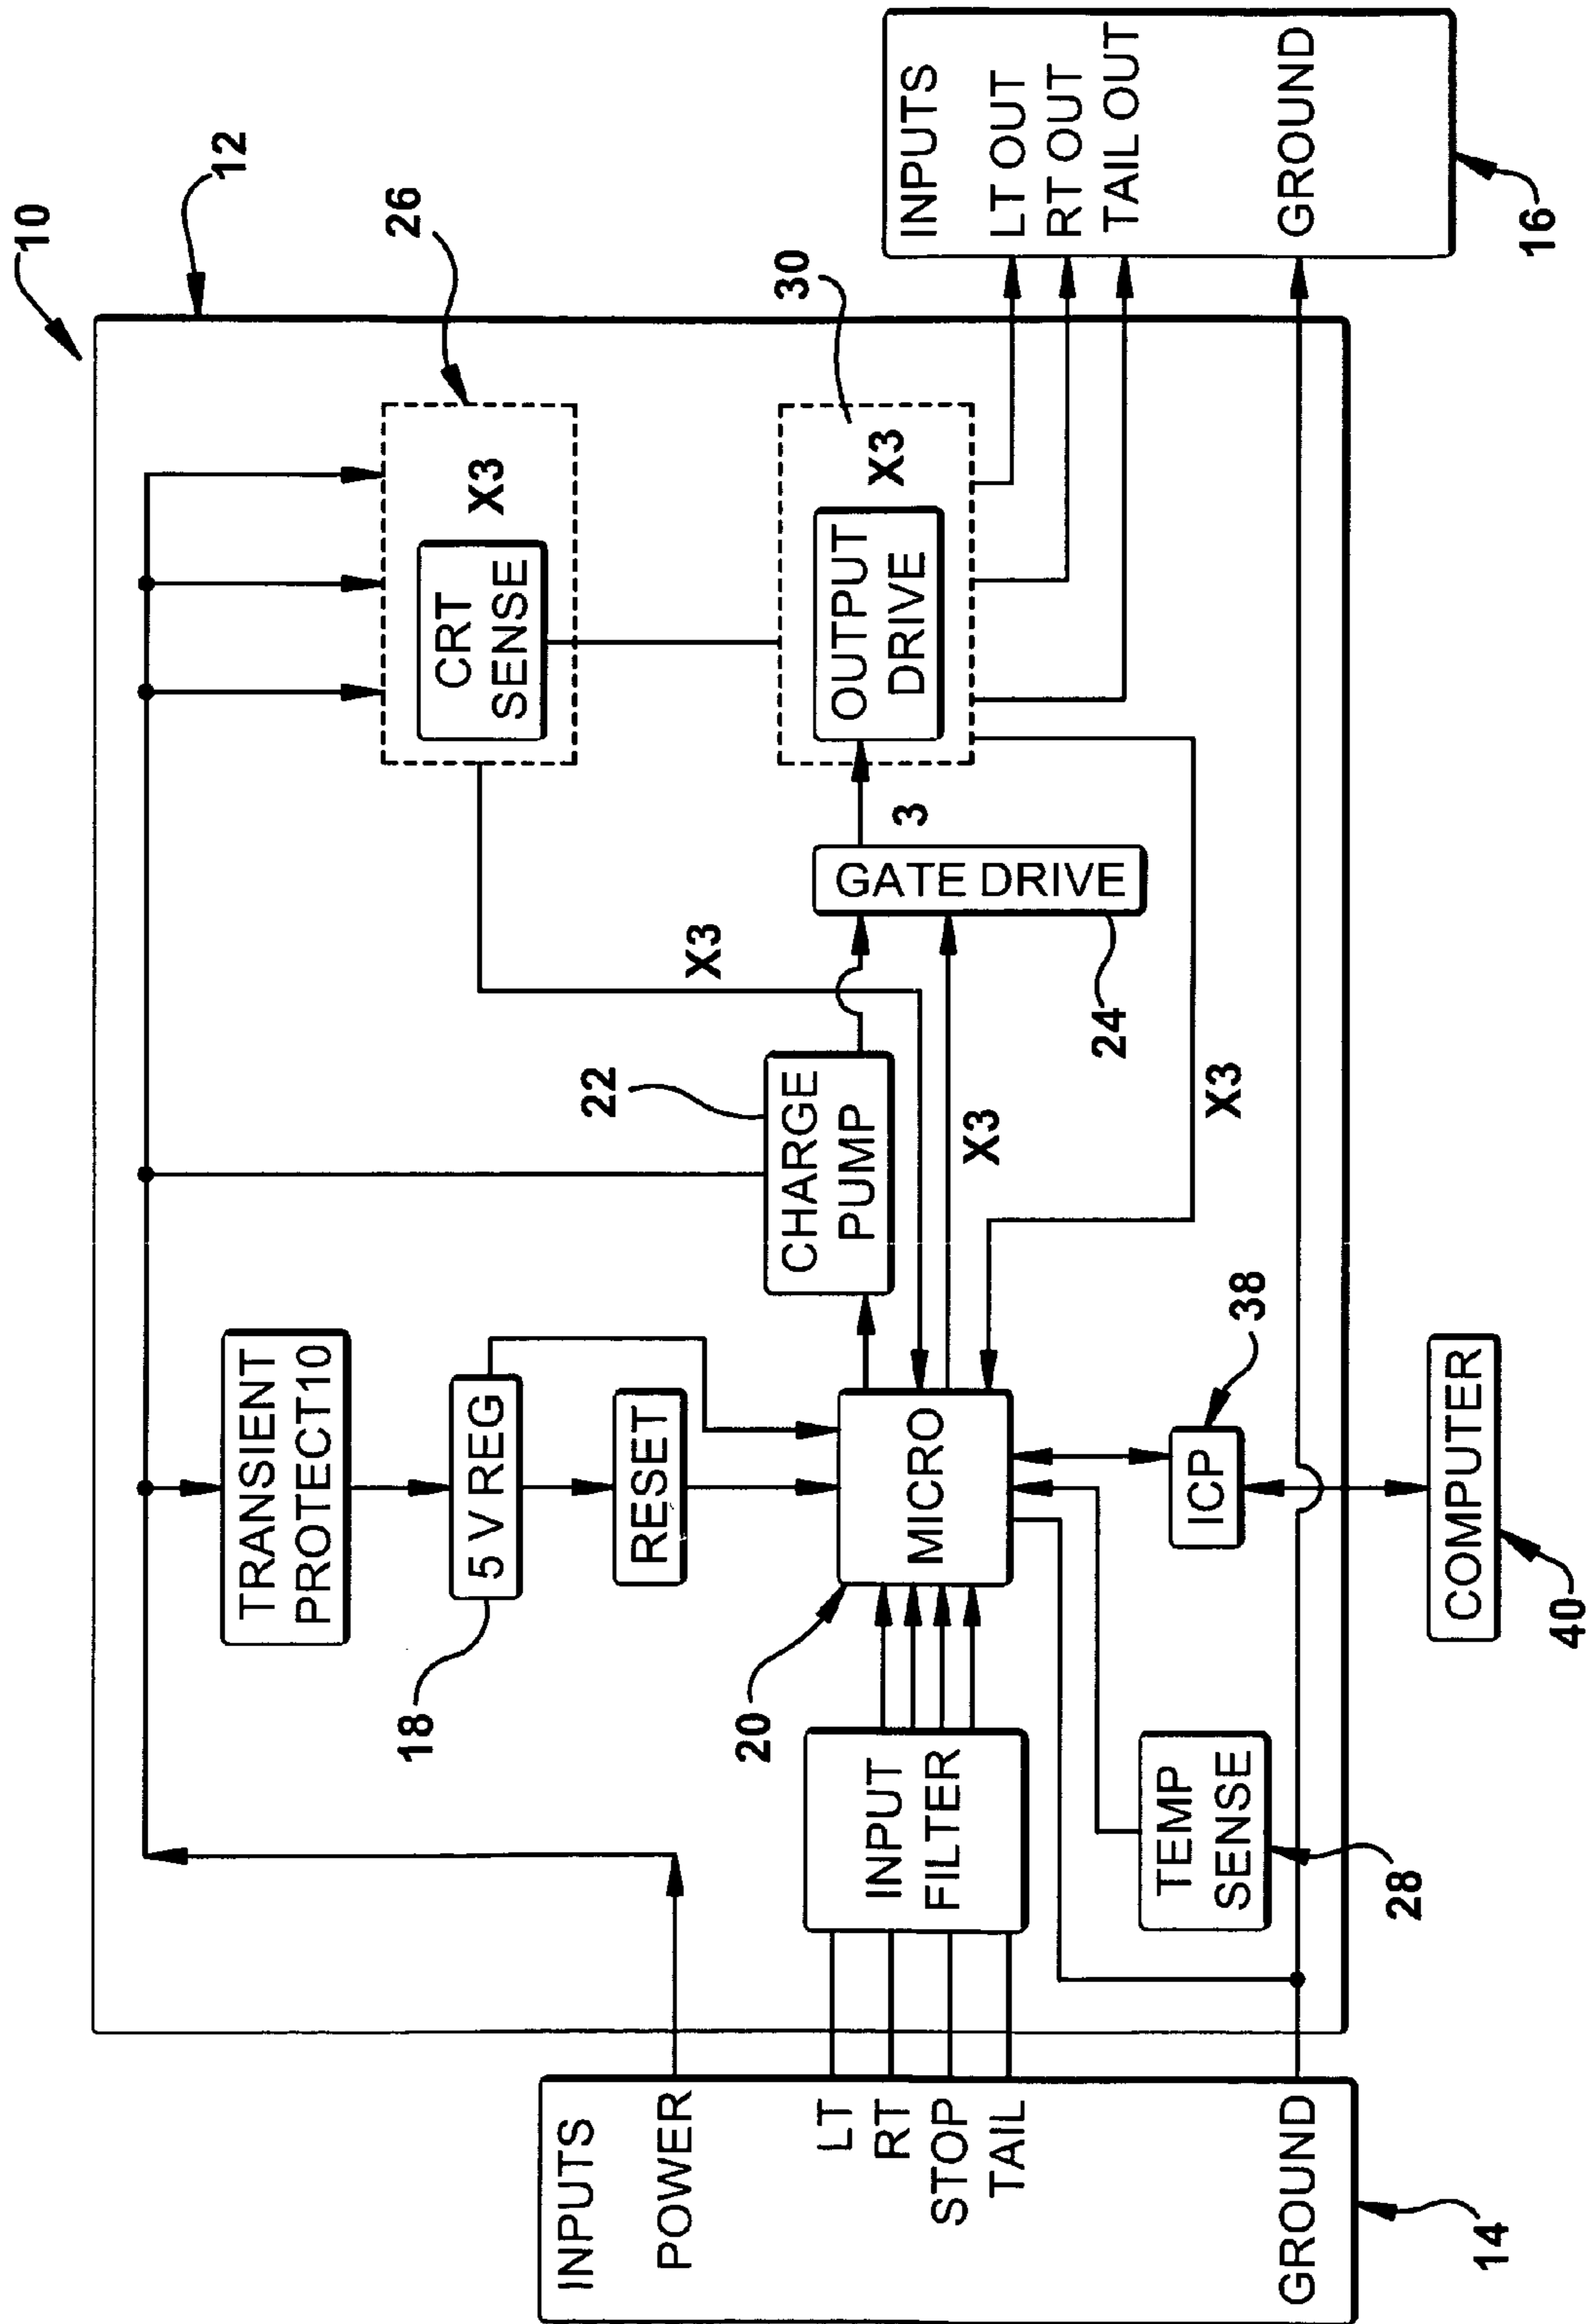 10
12
26
X3
CRT
SENSE
30
X3
OUTPUT
DRIVE
INPUTS
LT OUT
RT OUT
TAIL OUT
GROUND
16
TRANSIENT
PROTECT10
5 V REG
18
RESET
CHARGE
PUMP
22
X3
3
GATE DRIVE
24
X3
X3
MICRO
20
INPUT
FILTER
TEMP
SENSE
28
ICP
38
COMPUTER
40
INPUTS
POWER
LT
RT
STOP
TAIL
GROUND
14